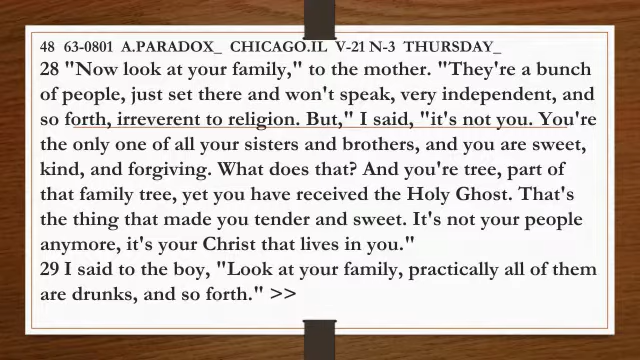 48  63-0801  A.PARADOX_  CHICAGO.IL  V-21 N-3  THURSDAY_
28 "Now look at your family," to the mother. "They're a bunch
of people, just set there and won't speak, very independent, and
so forth, irreverent to religion. But," I said, "it's not you. You're
the only one of all your sisters and brothers, and you are sweet,
kind, and forgiving. What does that? And you're tree, part of
that family tree, yet you have received the Holy Ghost. That's
the thing that made you tender and sweet. It's not your people
anymore, it's your Christ that lives in you."
29 I said to the boy, "Look at your family, practically all of them
are drunks, and so forth." >>